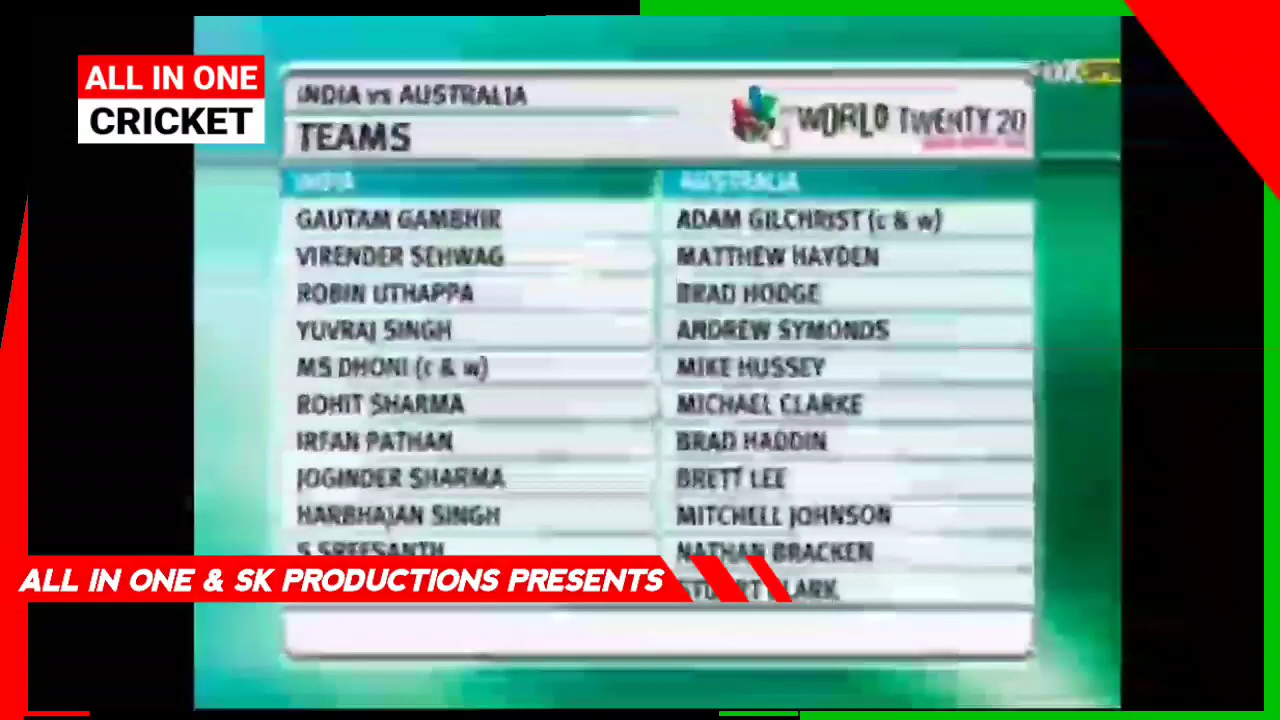 ALL IN ONE
CRICKET
INDIA vs AUSTRALIA
TEAMS
WORLD TWENTY 20
INDIA
AUSTRALIA
GAUTAM GAMBHIR
ADAM GILCHRIST (c & w)
VIRENDER SEHWAG
MATTHEW HAYDEN
ROBIN UTHAPPA
BRAD HODGE
YUVRAJ SINGH
ANDREW SYMONDS
MS DHONI (c & w)
MIKE HUSSEY
ROHIT SHARMA
MICHAEL CLARKE
IRFAN PATHAN
BRAD HADDIN
JOGINDER SHARMA
BRETT LEE
HARBHAJAN SINGH
MITCHELL JOHNSON
S SREESANTH
NATHAN BRACKEN
ALL IN ONE & SK PRODUCTIONS PRESENTS